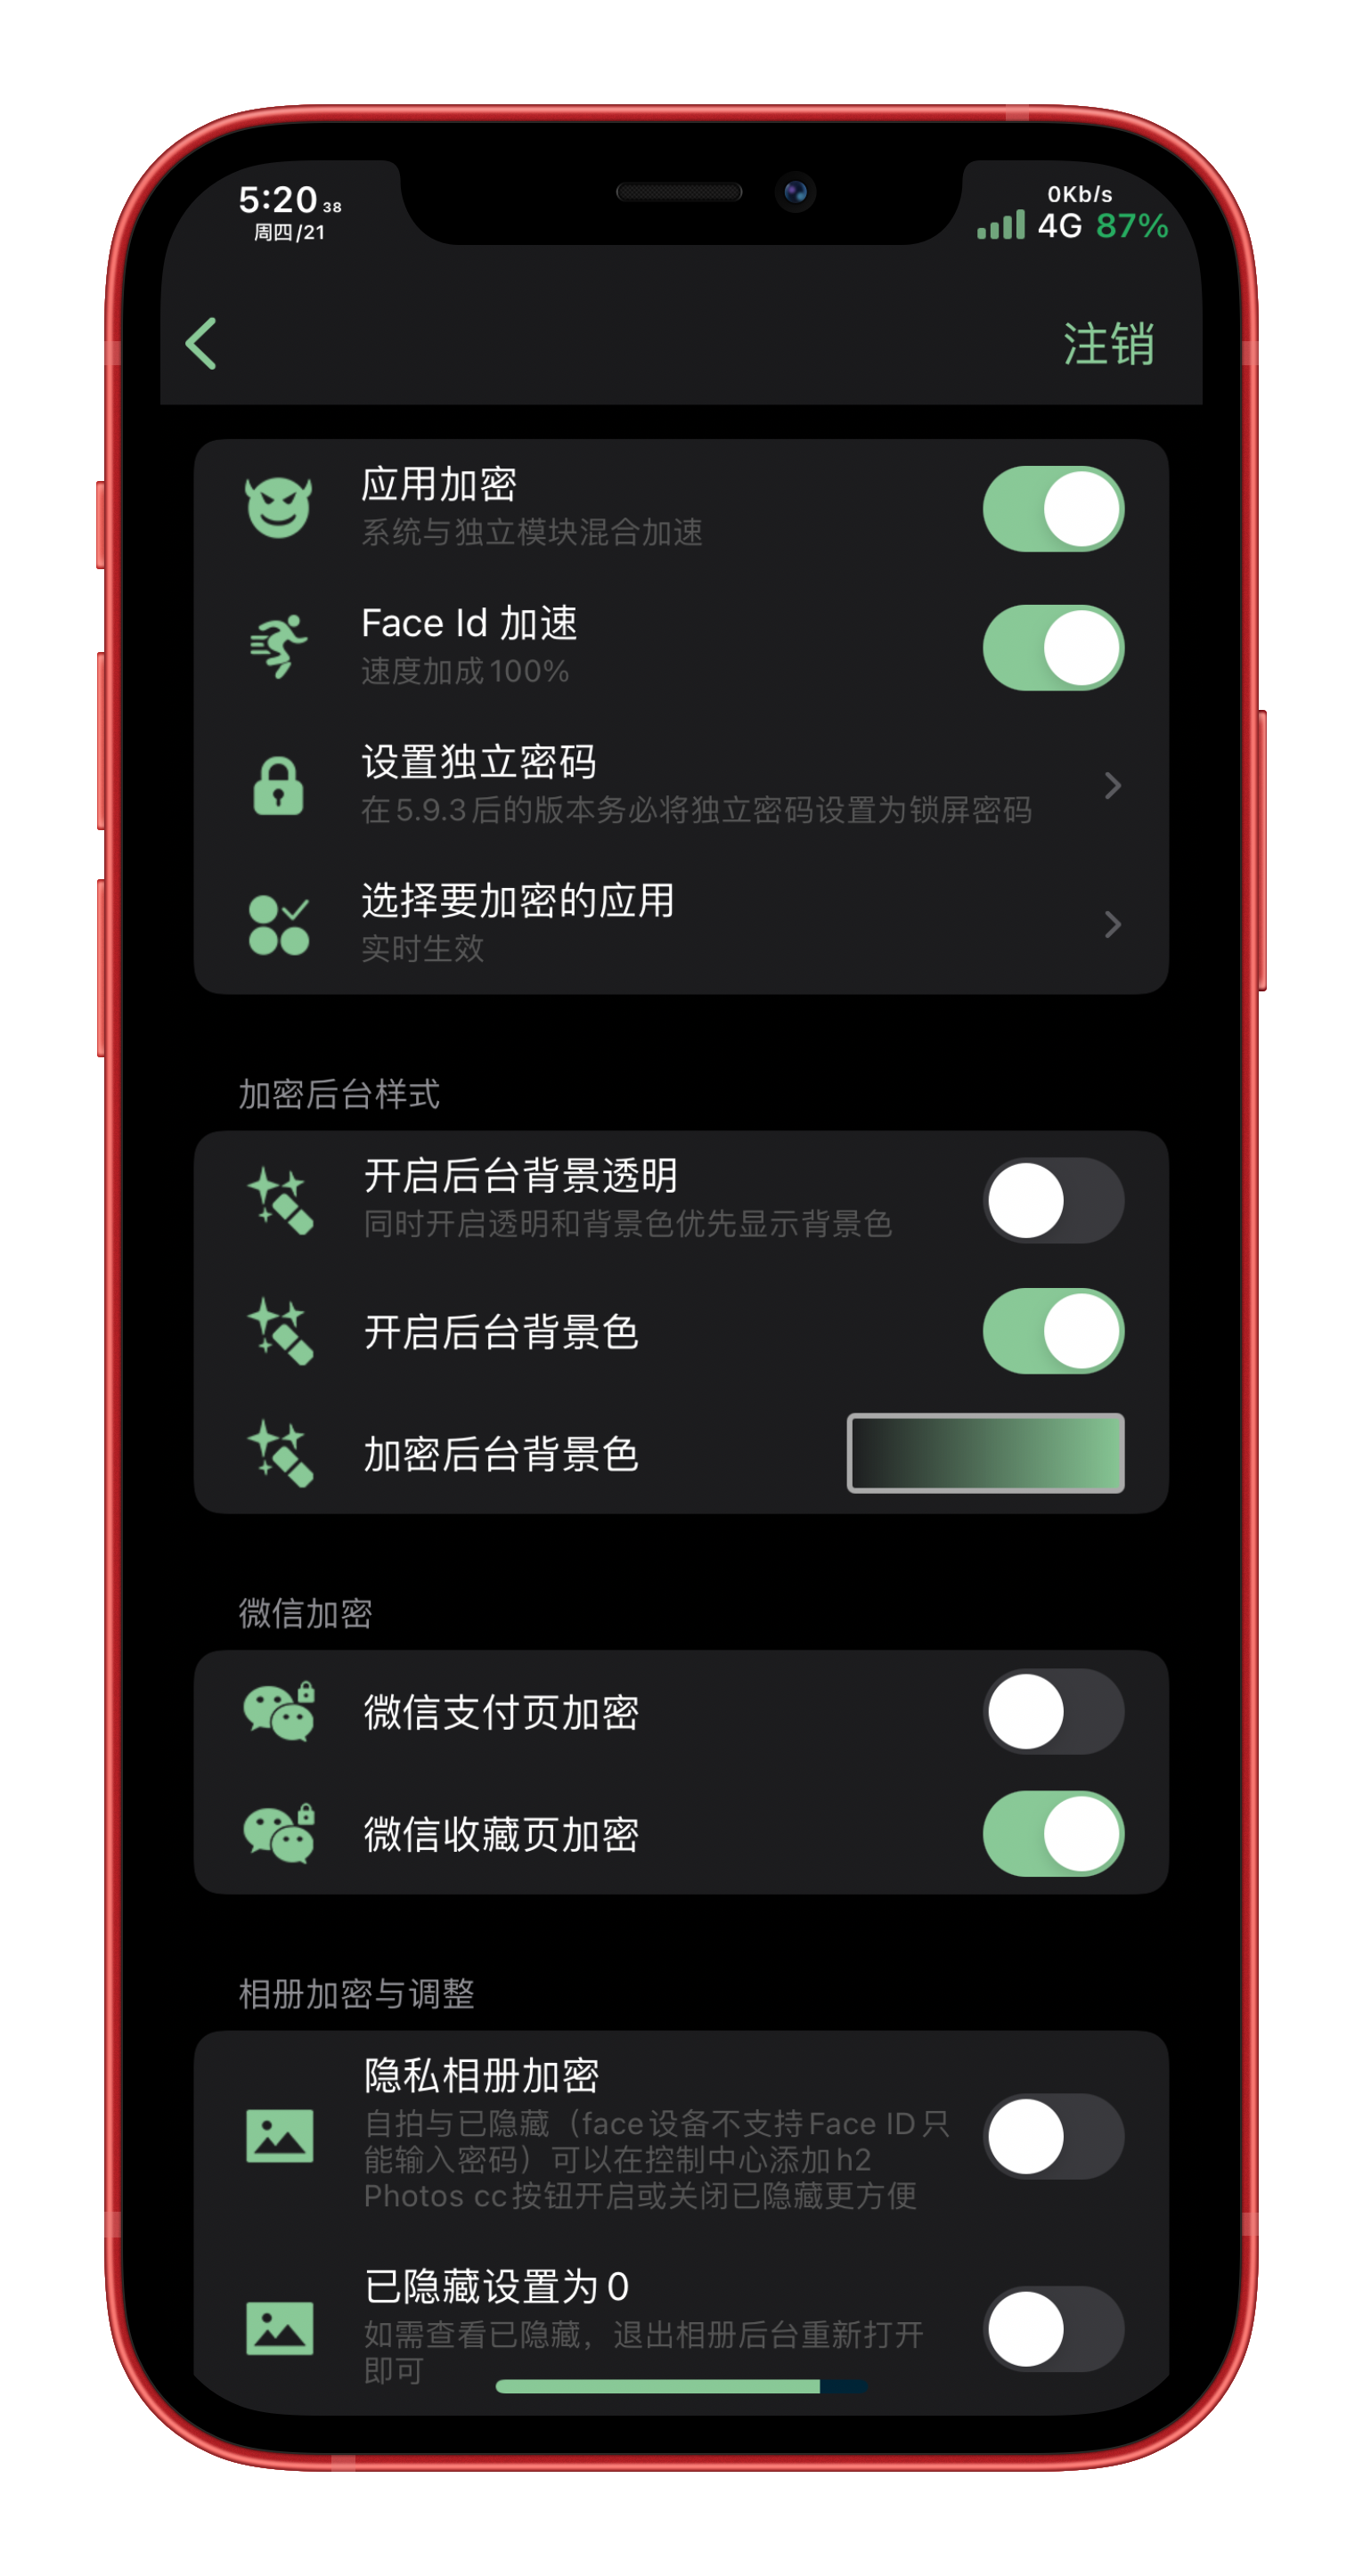 5:20 38
周四/21
0Kb/s
4G 87%
注销
应用加密
系统与独立模块混合加速
Face Id 加速
速度加成100%
设置独立密码
在5.9.3后的版本务必将独立密码设置为锁屏密码
选择要加密的应用
实时生效
加密后台样式
开启后台背景透明
同时开启透明和背景色优先显示背景色
开启后台背景色
加密后台背景色
微信加密
微信支付页加密
微信收藏页加密
相册加密与调整
隐私相册加密
自拍与已隐藏（face设备不支持Face ID只
能输入密码）可以在控制中心添加h2
Photos cc按钮开启或关闭已隐藏更方便
已隐藏设置为0
如需查看已隐藏，退出相册后台重新打开
即可